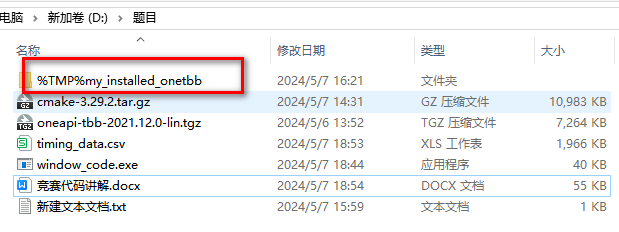 电脑 > 新加卷 (D:) > 题目
名称 修改日期 类型 大小
%TMP%my_installed_onetbb 2024/5/7 16:21 文件夹
cmake-3.29.2.tar.gz 2024/5/7 14:31 GZ 压缩文件 10,983 KB
oneapi-tbb-2021.12.0-lin.tgz 2024/5/6 13:52 TGZ 压缩文件 7,264 KB
timing_data.csv 2024/5/7 18:44 XLS 工作表 1,966 KB
window_code.exe 2024/5/7 18:44 应用程序 40 KB
竞赛代码讲解.docx 2024/5/7 18:54 DOCX 文档 55 KB
新建文本文档.txt 2024/5/7 15:59 文本文档 1 KB